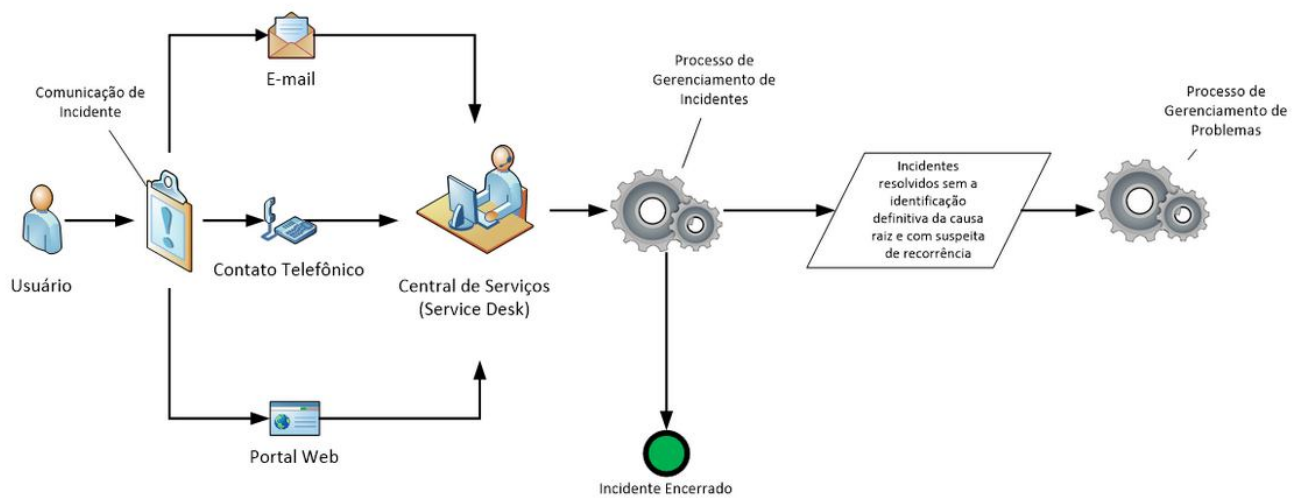 E-mail
Comunicação de
Incidente
Usuário
Contato Telefônico
Portal Web
Central de Serviços
(Service Desk)
Processo de
Gerenciamento de
Incidentes
Incidente Encerrado
Incidentes
resolvidos sem a
identificação
definitiva da causa
raiz e com suspeita
de recorrência
Processo de
Gerenciamento de
Problemas